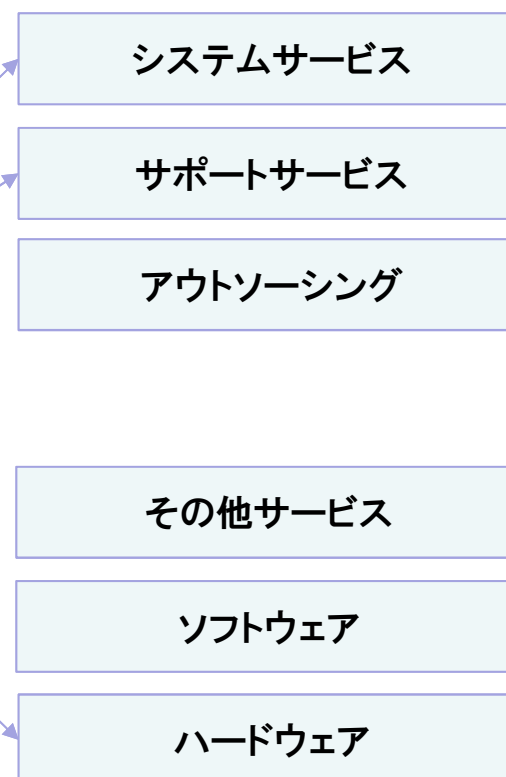 システムサービス
サポートサービス
アウトソーシング
その他サービス
ソフトウェア
ハードウェア